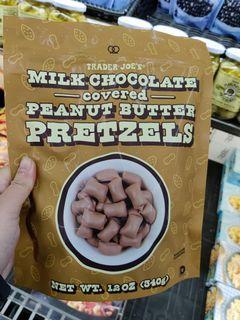 TRADER JOE'S
MILK CHOCOLATE
covered
PEANUT BUTTER
PRETZELS
NET WT. 12 OZ (340g)